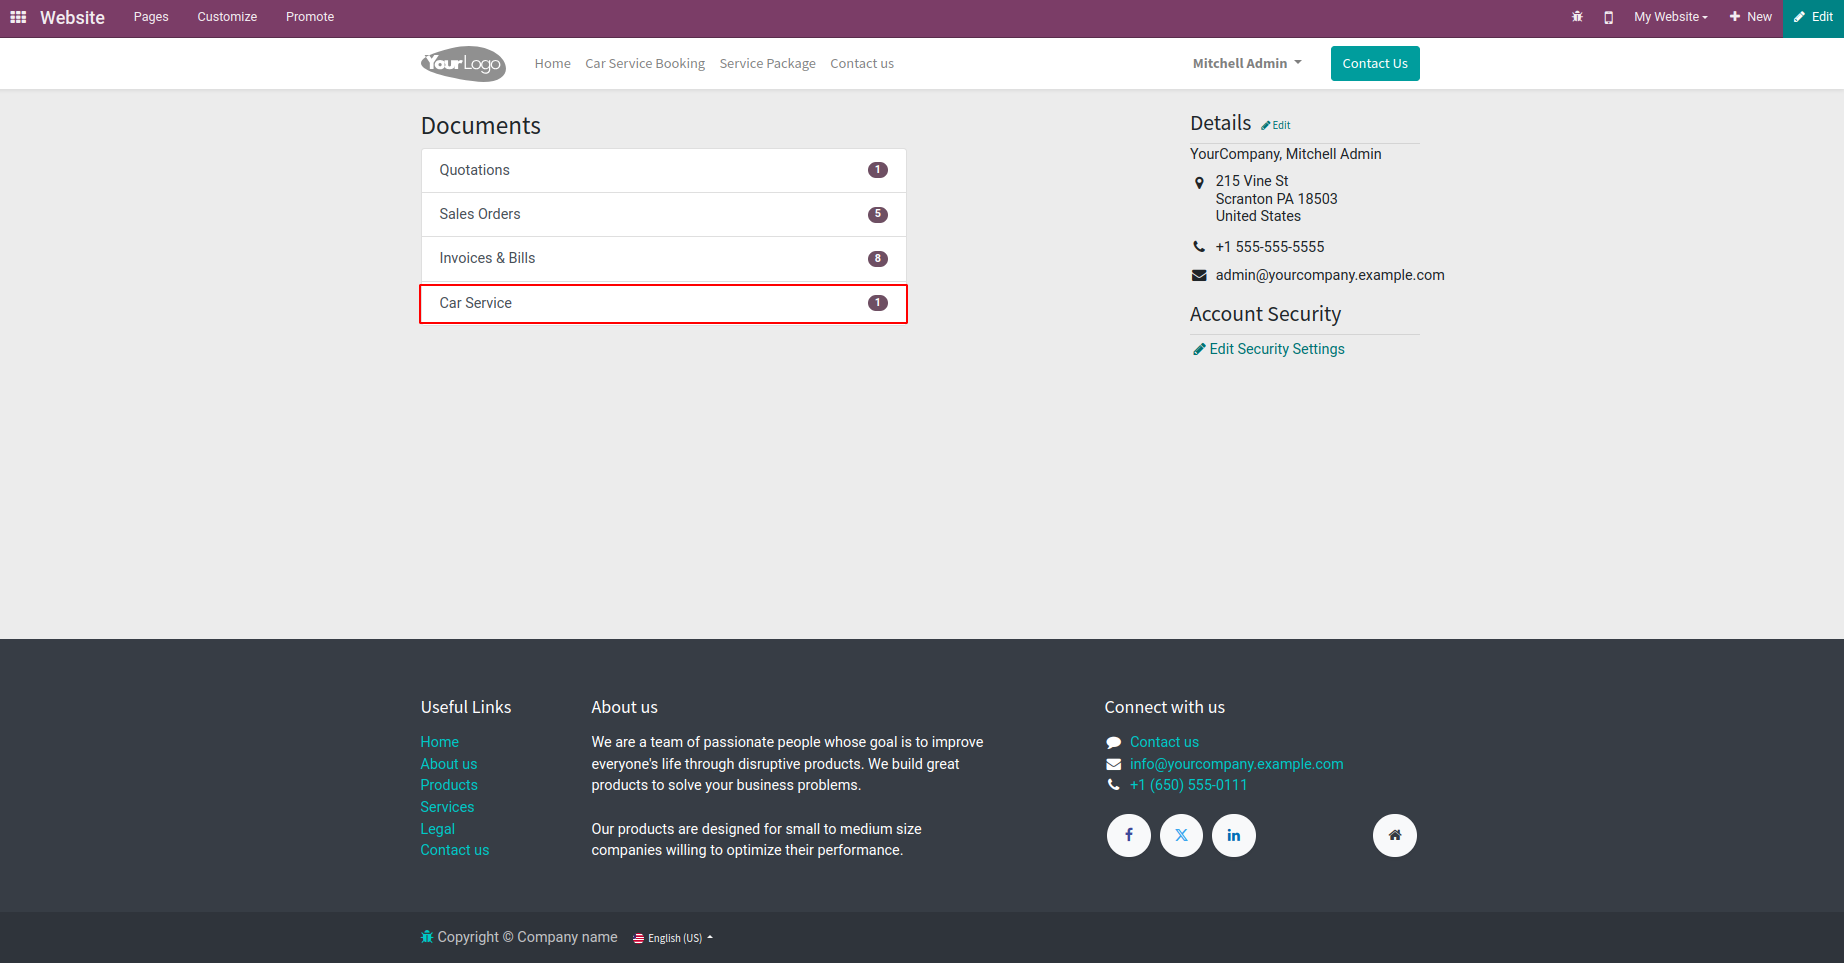 Website Pages Customize Promote My Website New Edit
YourLogo Home Car Service Booking Service Package Contact us Mitchell Admin Contact Us
Documents
Quotations 1
Sales Orders 5
Invoices & Bills 8
Car Service 1
Details Edit
YourCompany, Mitchell Admin
215 Vine St
Scranton PA 18503
United States
+1 555-555-5555
admin@yourcompany.example.com
Account Security
Edit Security Settings
Useful Links
Home
About us
Products
Services
Legal
Contact us
About us
We are a team of passionate people whose goal is to improve
everyone's life through disruptive products. We build great
products to solve your business problems.
Our products are designed for small to medium size
companies willing to optimize their performance.
Connect with us
Contact us
info@yourcompany.example.com
+1 (650) 555-0111
Copyright © Company name English (US)